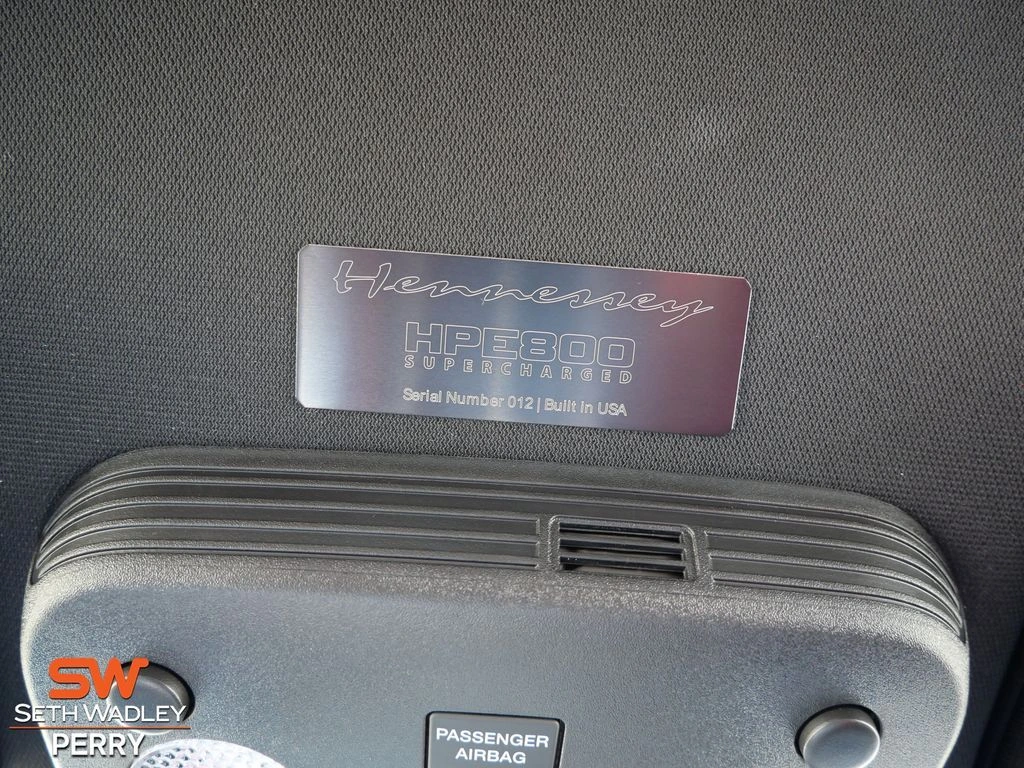 Hennessey
HPE800
SUPERCHARGED
Serial Number 012 | Built in USA
SW
SETH WADLEY
PERRY
PASSENGER
AIRBAG